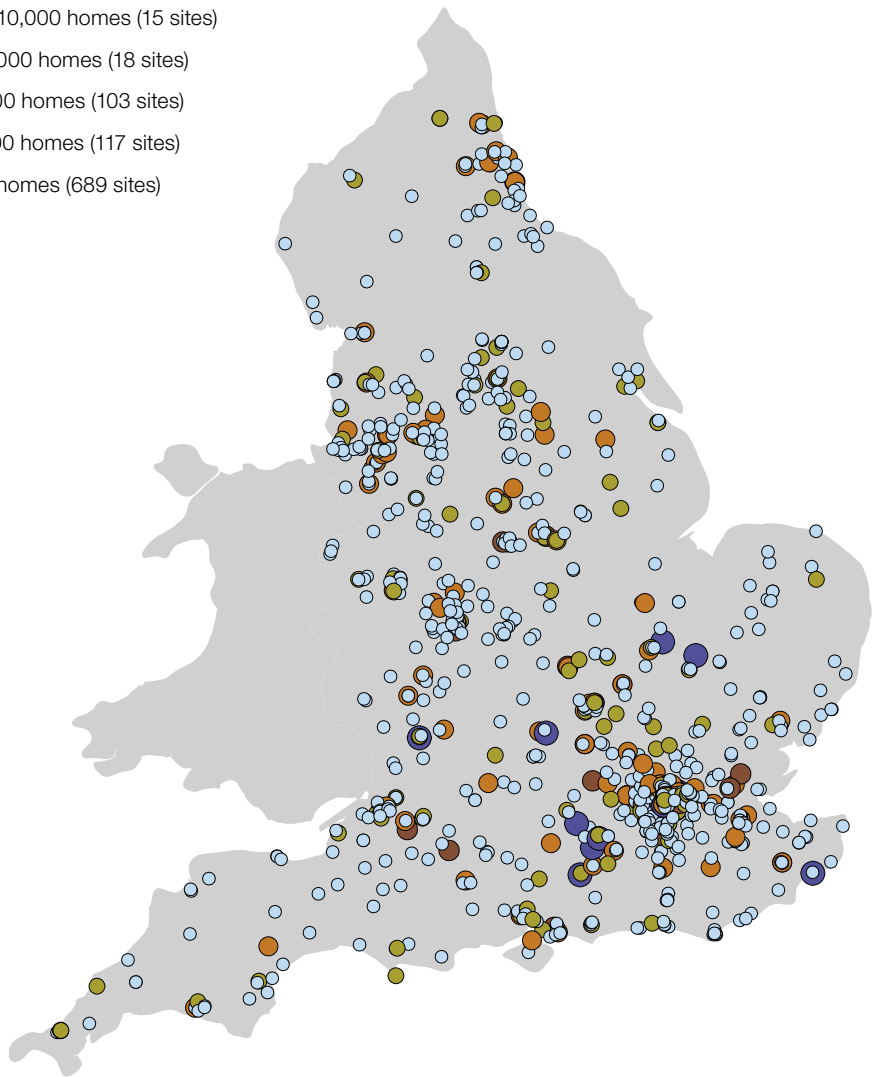 10,000 homes (15 sites)
000 homes (18 sites)
00 homes (103 sites)
00 homes (117 sites)
homes (689 sites)